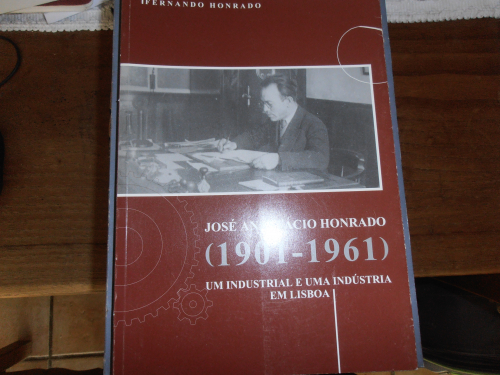 FERNANDO HONRADO
JOSÉ HONRADO
(1901-1961)
UM INDUSTRIAL E UMA INDÚSTRIA
EM LISBOA